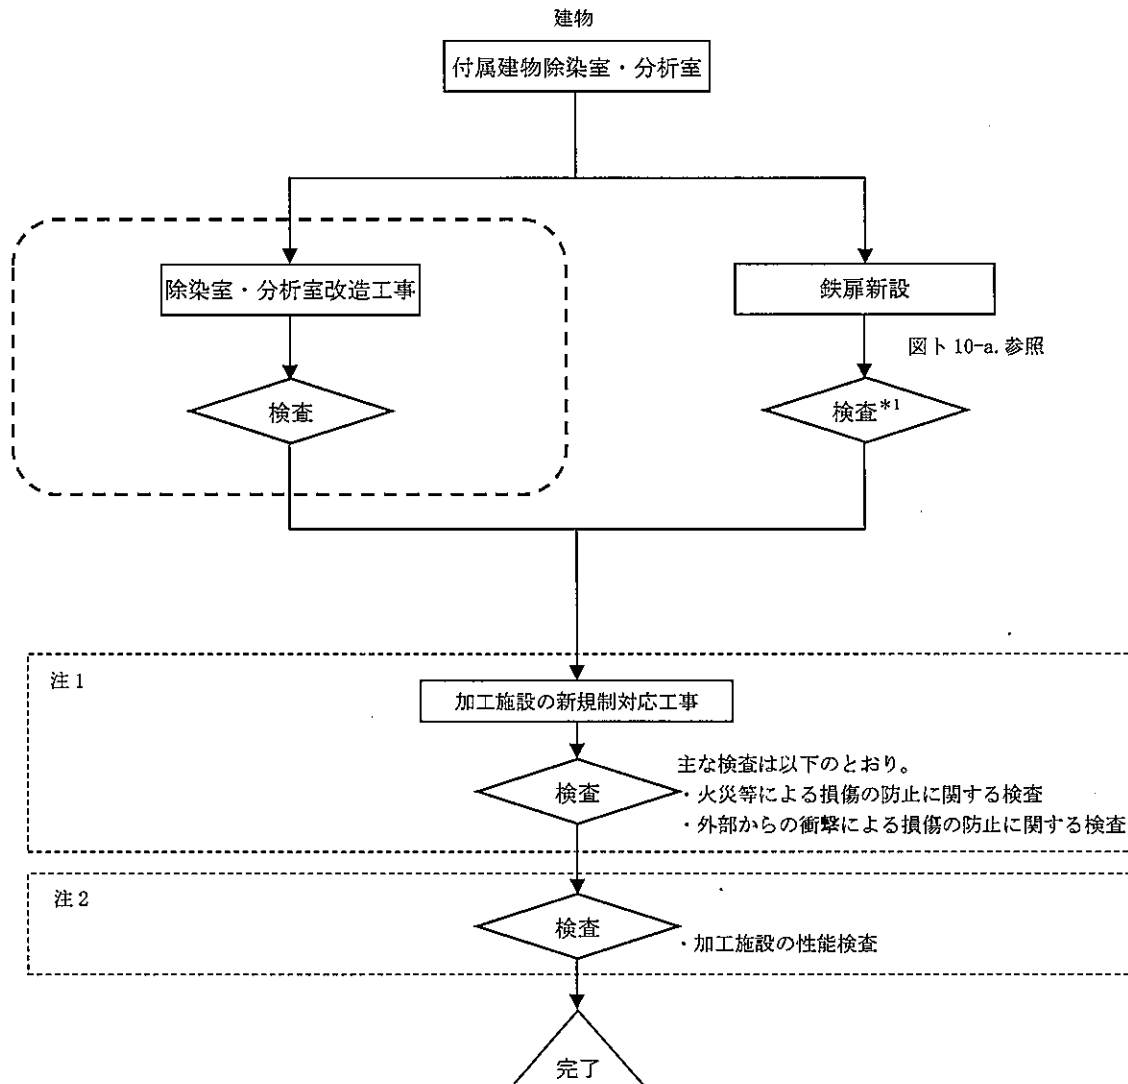 建物
付属建物除染室・分析室
除染室・分析室改造工事
鉄扉新設
図ト 10-a. 参照
検査
検査*1
注1
加工施設の新規制対応工事
検査
主な検査は以下のとおり。
・火災等による損傷の防止に関する検査
・外部からの衝撃による損傷の防止に関する検査
注2
検査
・加工施設の性能検査
完了